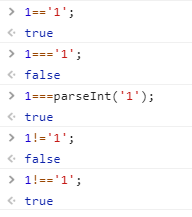 1=='1';
true
1==='1';
false
1===parseInt('1');
true
1!='1';
false
1!=='1';
true